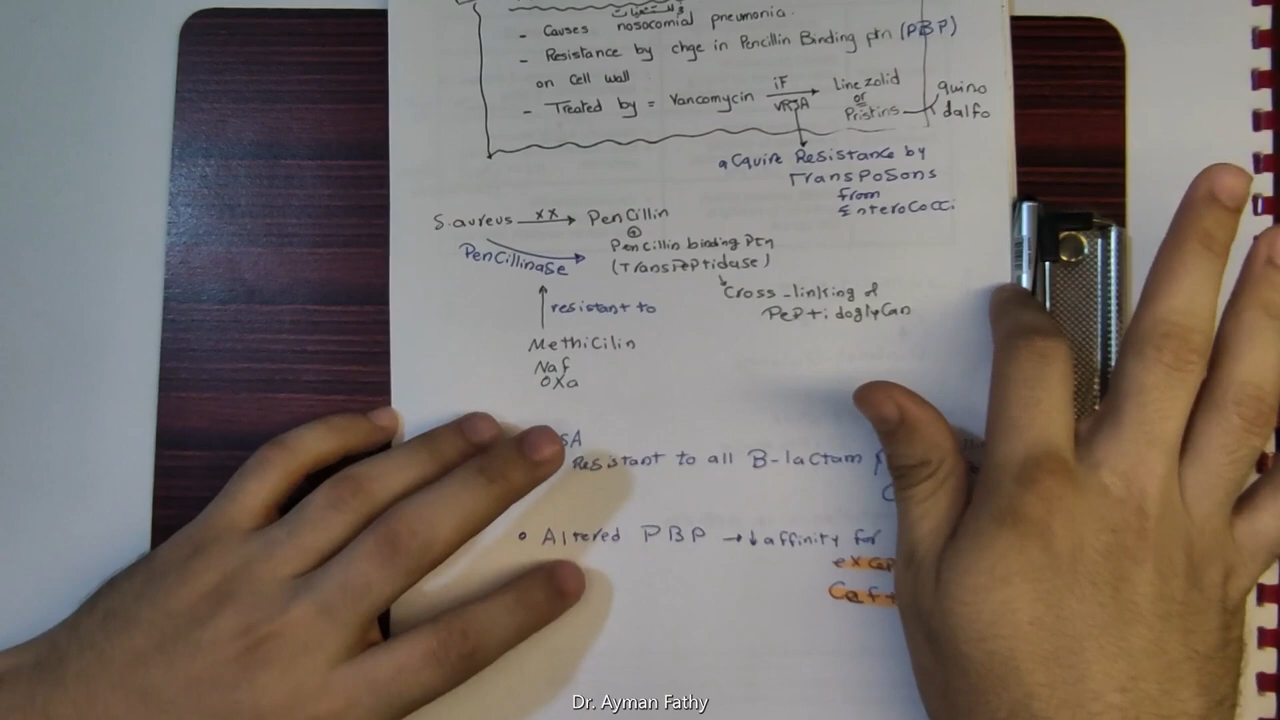 والمستشفيات
- Causes nosocomial pneumonia.
- Resistance by chge in Pencillin Binding ptn (PBP)
on Cell wall
- Treated by = Vancomycin iF VRSA Linezolid or Pristins quino dalfo
aCquire Resistance by
TransPosons
from
EnteroCocci
S.aureus xx Pencillin
PenCillinase
Pencillin binding Ptn
(TransPePtidase)
Cross-linking of
PePtidoglyCan
resistant to
MethiCilin
Naf
OXa
SA
Resistant to all B-laCtam
• Altered PBP → ↓ affinity for
Dr. Ayman Fathy